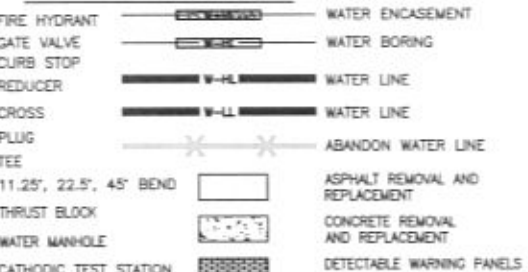 FIRE HYDRANT
GATE VALVE
CURB STOP
REDUCER
CROSS
PLUG
TEE
11.25°, 22.5°, 45° BEND
THRUST BLOCK
WATER MANHOLE
CATHODIC TEST STATION
WATER ENCASEMENT
WATER BORING
W-HL WATER LINE
W-LL WATER LINE
ABANDON WATER LINE
ASPHALT REMOVAL AND
REPLACEMENT
CONCRETE REMOVAL
AND REPLACEMENT
DETECTABLE WARNING PANELS